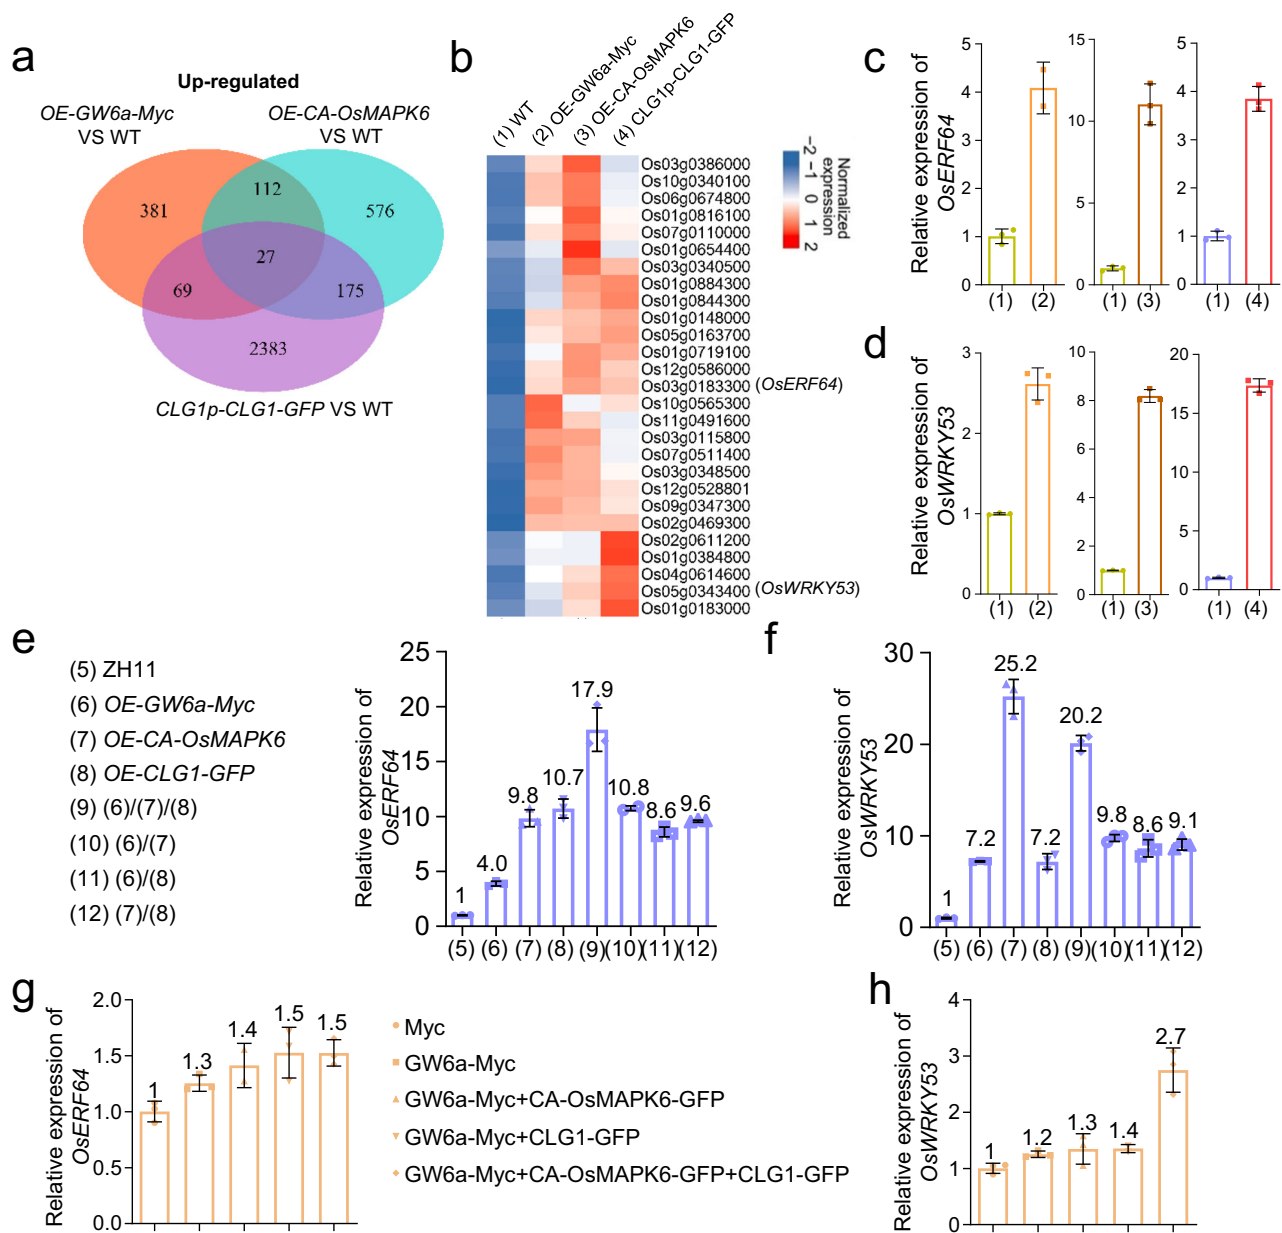 a
Up-regulated
OE-GW6a-Myc
VS WT
OE-CA-OsMAPK6
VS WT
381
112
576
27
69
175
2383
CLG1p-CLG1-GFP VS WT
b
(1) WT
(2) OE-GW6a-Myc
(3) OE-CA-OsMAPK6
(4) CLG1p-CLG1-GFP
Os03g0386000
Os10g0340100
Os06g0674800
Os01g0816100
Os07g0110000
Os01g0654400
Os03g0340500
Os01g0884300
Os01g0844300
Os01g0148000
Os05g0163700
Os01g0719100
Os12g0586000
Os03g0183300 (OsERF64)
Os10g0565300
Os11g0491600
Os03g0115800
Os07g0511400
Os03g0348500
Os12g0528801
Os09g0347300
Os02g0469300
Os02g0611200
Os01g0384800
Os04g0614600
Os05g0343400 (OsWRKY53)
Os01g0183000
−2 −1 0 1 2
Normalized
expression
c
Relative expression of
OsERF64
5
4
3
2
1
0
(1) (2)
15
10
5
0
(1) (3)
5
4
3
2
1
0
(1) (4)
d
Relative expression of
OsWRKY53
3
2
1
0
(1) (2)
10
8
6
4
2
0
(1) (3)
20
15
10
5
0
(1) (4)
e
(5) ZH11
(6) OE-GW6a-Myc
(7) OE-CA-OsMAPK6
(8) OE-CLG1-GFP
(9) (6)/(7)/(8)
(10) (6)/(7)
(11) (6)/(8)
(12) (7)/(8)
Relative expression of
OsERF64
25
20
15
10
5
0
1 4.0 9.8 10.7 17.9 10.8 8.6 9.6
(5) (6) (7) (8) (9) (10) (11) (12)
f
Relative expression of
OsWRKY53
30
20
10
0
1 7.2 25.2 7.2 20.2 9.8 8.6 9.1
(5) (6) (7) (8) (9) (10) (11) (12)
g
Relative expression of
OsERF64
2.0
1.5
1.0
0.5
0.0
1 1.3 1.4 1.5 1.5
Myc
GW6a-Myc
GW6a-Myc+CA-OsMAPK6-GFP
GW6a-Myc+CLG1-GFP
GW6a-Myc+CA-OsMAPK6-GFP+CLG1-GFP
h
Relative expression of
OsWRKY53
4
3
2
1
0
1 1.2 1.3 1.4 2.7